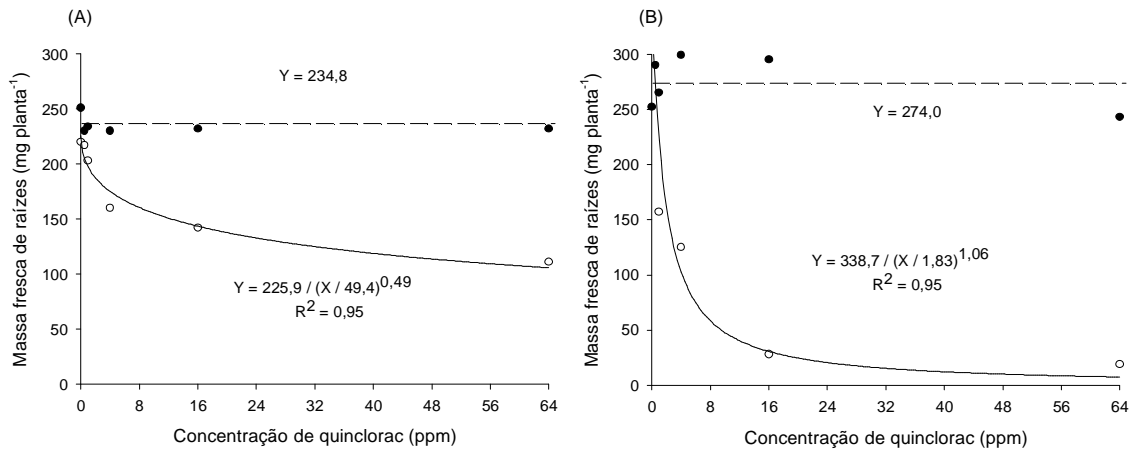 (A)
Massa fresca de raízes (mg planta⁻¹)
300
250
200
150
100
50
0
Y = 234,8
Y = 225,9 / (X / 49,4)^0,49
R² = 0,95
0 8 16 24 32 40 48 56 64
Concentração de quinclorac (ppm)
(B)
Massa fresca de raízes (mg planta⁻¹)
300
250
200
150
100
50
0
Y = 274,0
Y = 338,7 / (X / 1,83)^1,06
R² = 0,95
0 8 16 24 32 40 48 56 64
Concentração de quinclorac (ppm)